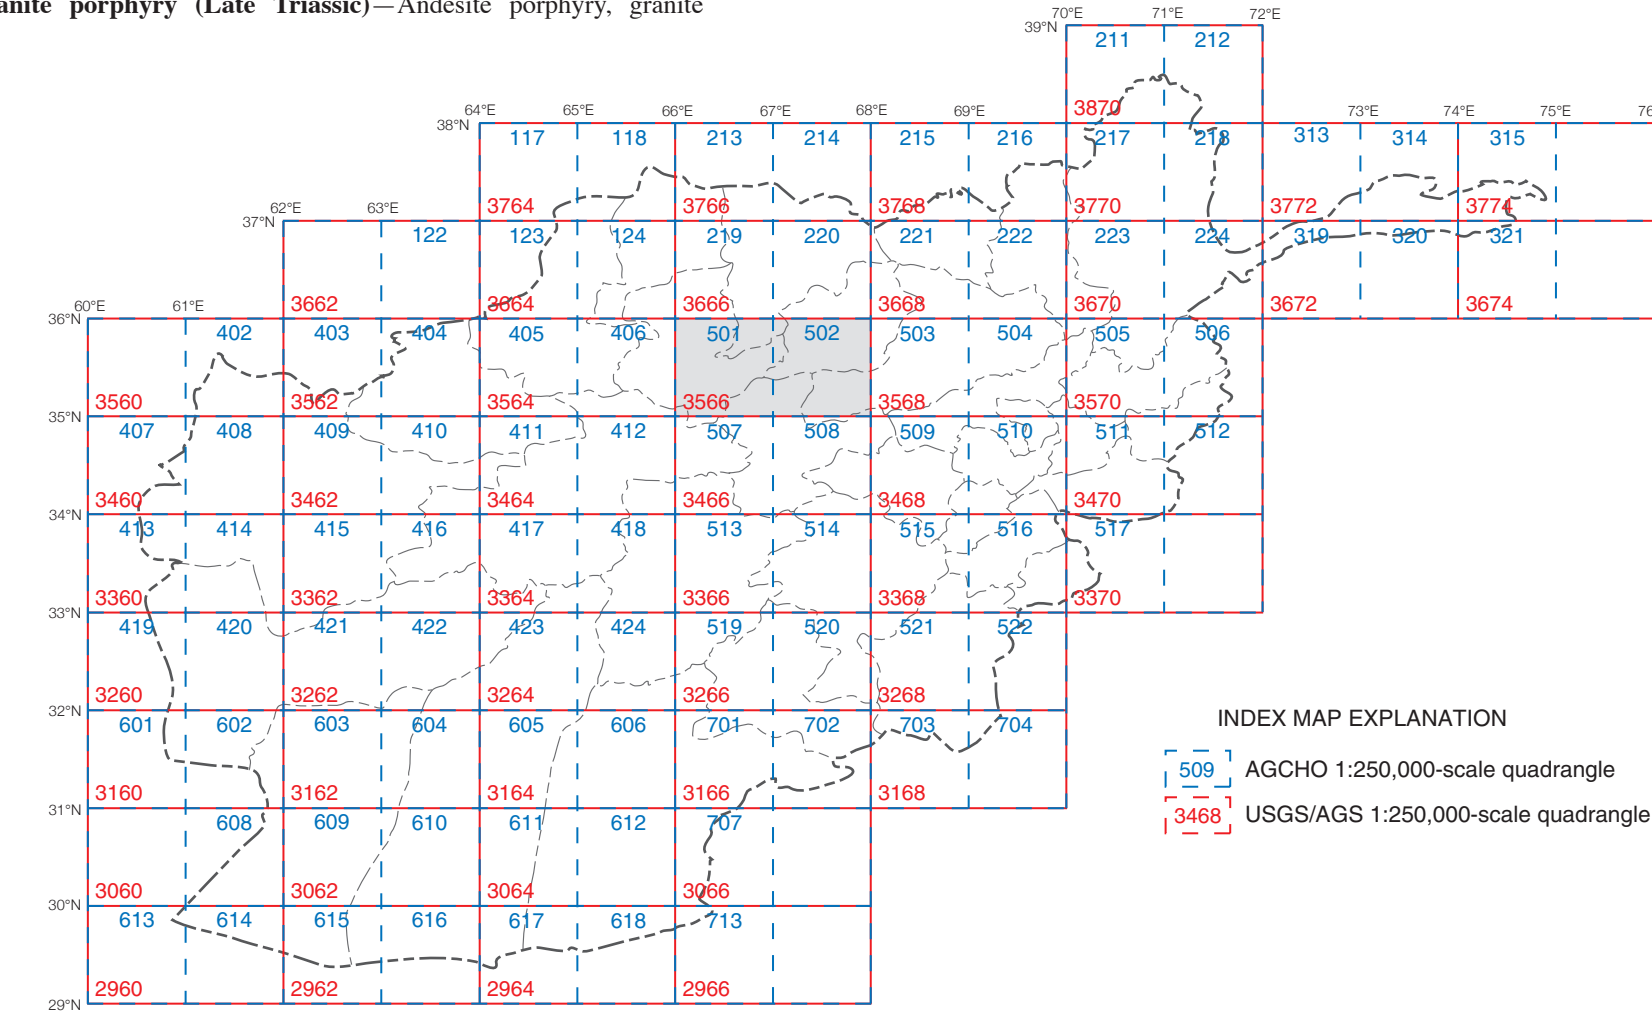 anite porphyry (Late Triassic)—Andesite porphyry, granite
70°E 71°E 72°E
39°N
211 212
3870
64°E 65°E 66°E 67°E 68°E 69°E 73°E 74°E 75°E
38°N
117 118 213 214 215 216 217 218 313 314 315
3764 3766 3768 3770 3772 3774
62°E 63°E
37°N
122 123 124 219 220 221 222 223 224 319 320 321
3662 3664 3666 3668 3670 3672 3674
60°E 61°E
36°N
402 403 404 405 406 501 502 503 504 505 506
3560 3562 3564 3566 3568 3570
35°N
407 408 409 410 411 412 507 508 509 510 511 512
3460 3462 3464 3466 3468 3470
34°N
413 414 415 416 417 418 513 514 515 516 517
3360 3362 3364 3366 3368 3370
33°N
419 420 421 422 423 424 519 520 521 522
3260 3262 3264 3266 3268
32°N
601 602 603 604 605 606 701 702 703 704
3160 3162 3164 3166 3168
31°N
608 609 610 611 612 707
3060 3062 3064 3066
30°N
613 614 615 616 617 618 713
2960 2962 2964 2966
29°N
INDEX MAP EXPLANATION
509 AGCHO 1:250,000-scale quadrangle
3468 USGS/AGS 1:250,000-scale quadrangle